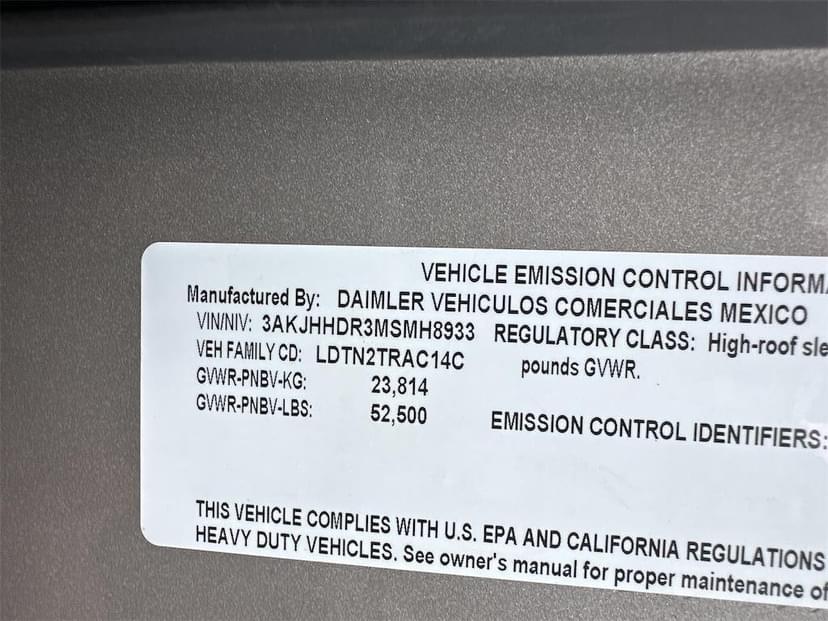 VEHICLE EMISSION CONTROL INFORMA
Manufactured By: DAIMLER VEHICULOS COMERCIALES MEXICO
VIN/NIV: 3AKJHHDR3MSMH8933 REGULATORY CLASS: High-roof sle
VEH FAMILY CD: LDTN2TRAC14C pounds GVWR.
GVWR-PNBV-KG: 23,814
GVWR-PNBV-LBS: 52,500
EMISSION CONTROL IDENTIFIERS:
THIS VEHICLE COMPLIES WITH U.S. EPA AND CALIFORNIA REGULATIONS
HEAVY DUTY VEHICLES. See owner's manual for proper maintenance of